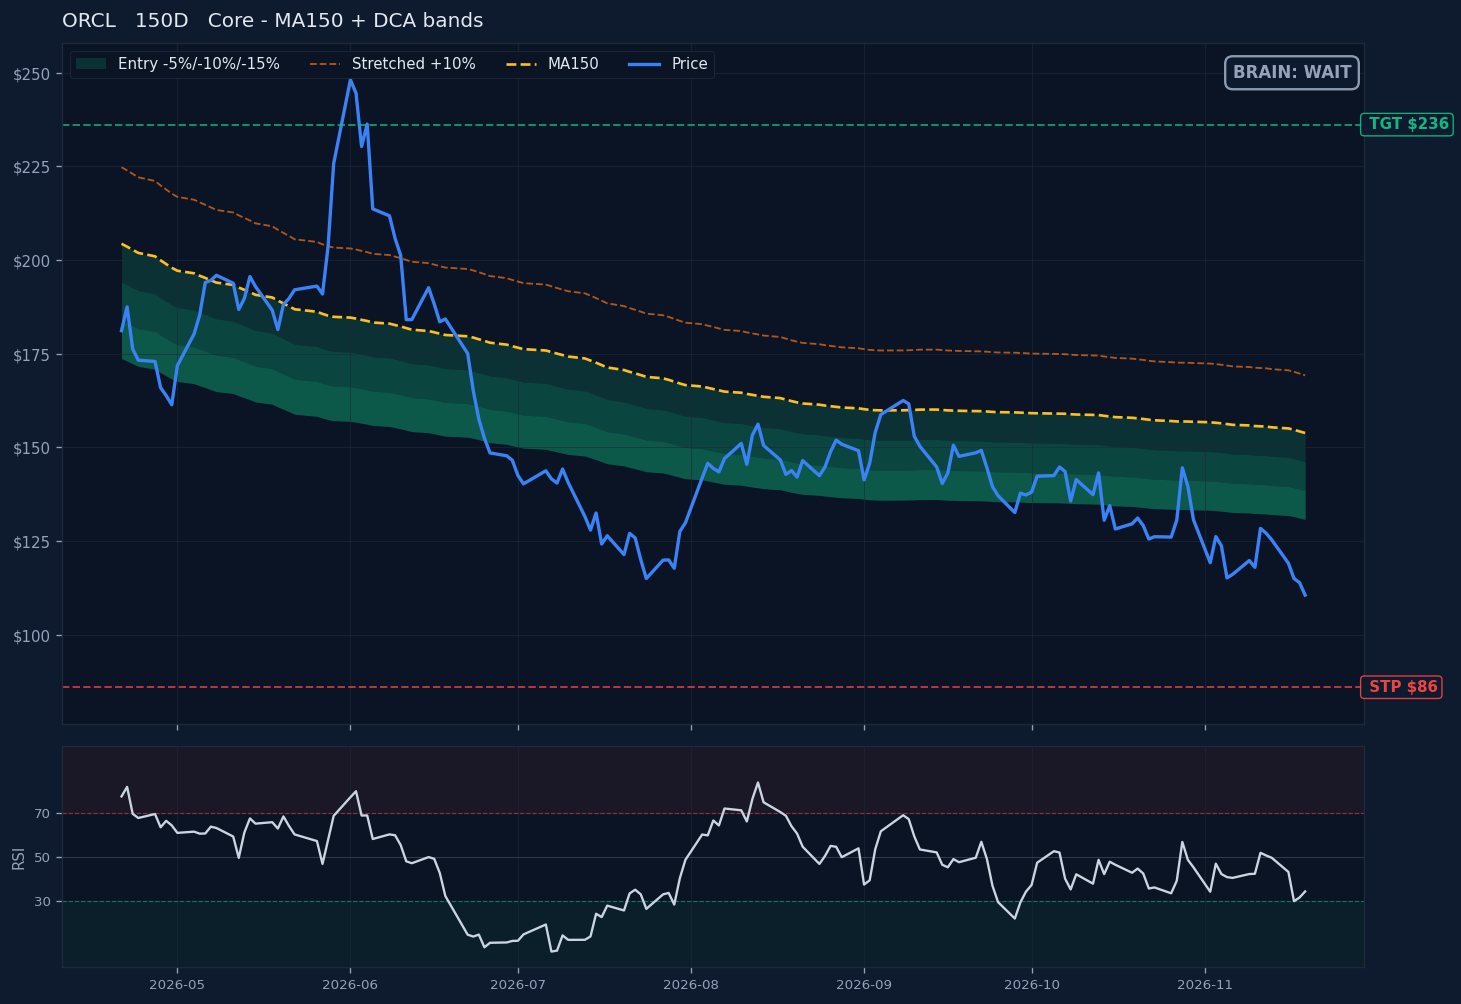 ORCL   150D   Core - MA150 + DCA bands
Entry -5%/-10%/-15%   Stretched +10%   MA150   Price
BRAIN: WAIT
$250
TGT $236
$225
$200
$175
$150
$125
$100
STP $86
70
50
30
RSI
2026-05   2026-06   2026-07   2026-08   2026-09   2026-10   2026-11